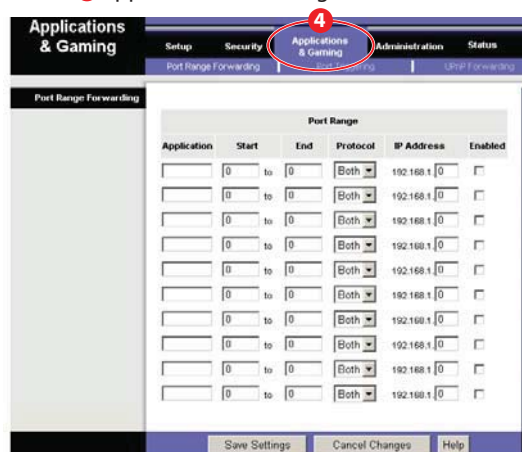 Applications
& Gaming
4
Setup Security Applications & Gaming Administration Status
Port Range Forwarding Port Triggering UPnP Forwarding
Port Range Forwarding
Port Range
Application Start End Protocol IP Address Enabled
0 to 0 Both 192.168.1. 0
0 to 0 Both 192.168.1. 0
0 to 0 Both 192.168.1. 0
0 to 0 Both 192.168.1. 0
0 to 0 Both 192.168.1. 0
0 to 0 Both 192.168.1. 0
0 to 0 Both 192.168.1. 0
0 to 0 Both 192.168.1. 0
0 to 0 Both 192.168.1. 0
0 to 0 Both 192.168.1. 0
Save Settings Cancel Changes Help